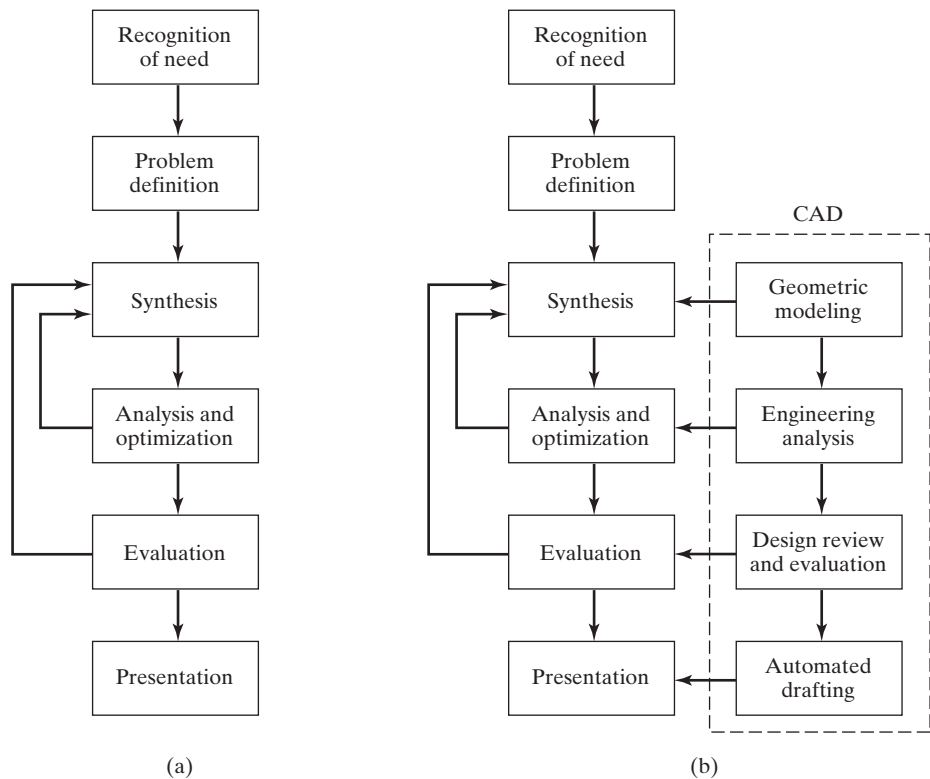 Recognition
of need
Problem
definition
Synthesis
Analysis and
optimization
Evaluation
Presentation
(a)
Recognition
of need
Problem
definition
Synthesis
Analysis and
optimization
Evaluation
Presentation
CAD
Geometric
modeling
Engineering
analysis
Design review
and evaluation
Automated
drafting
(b)